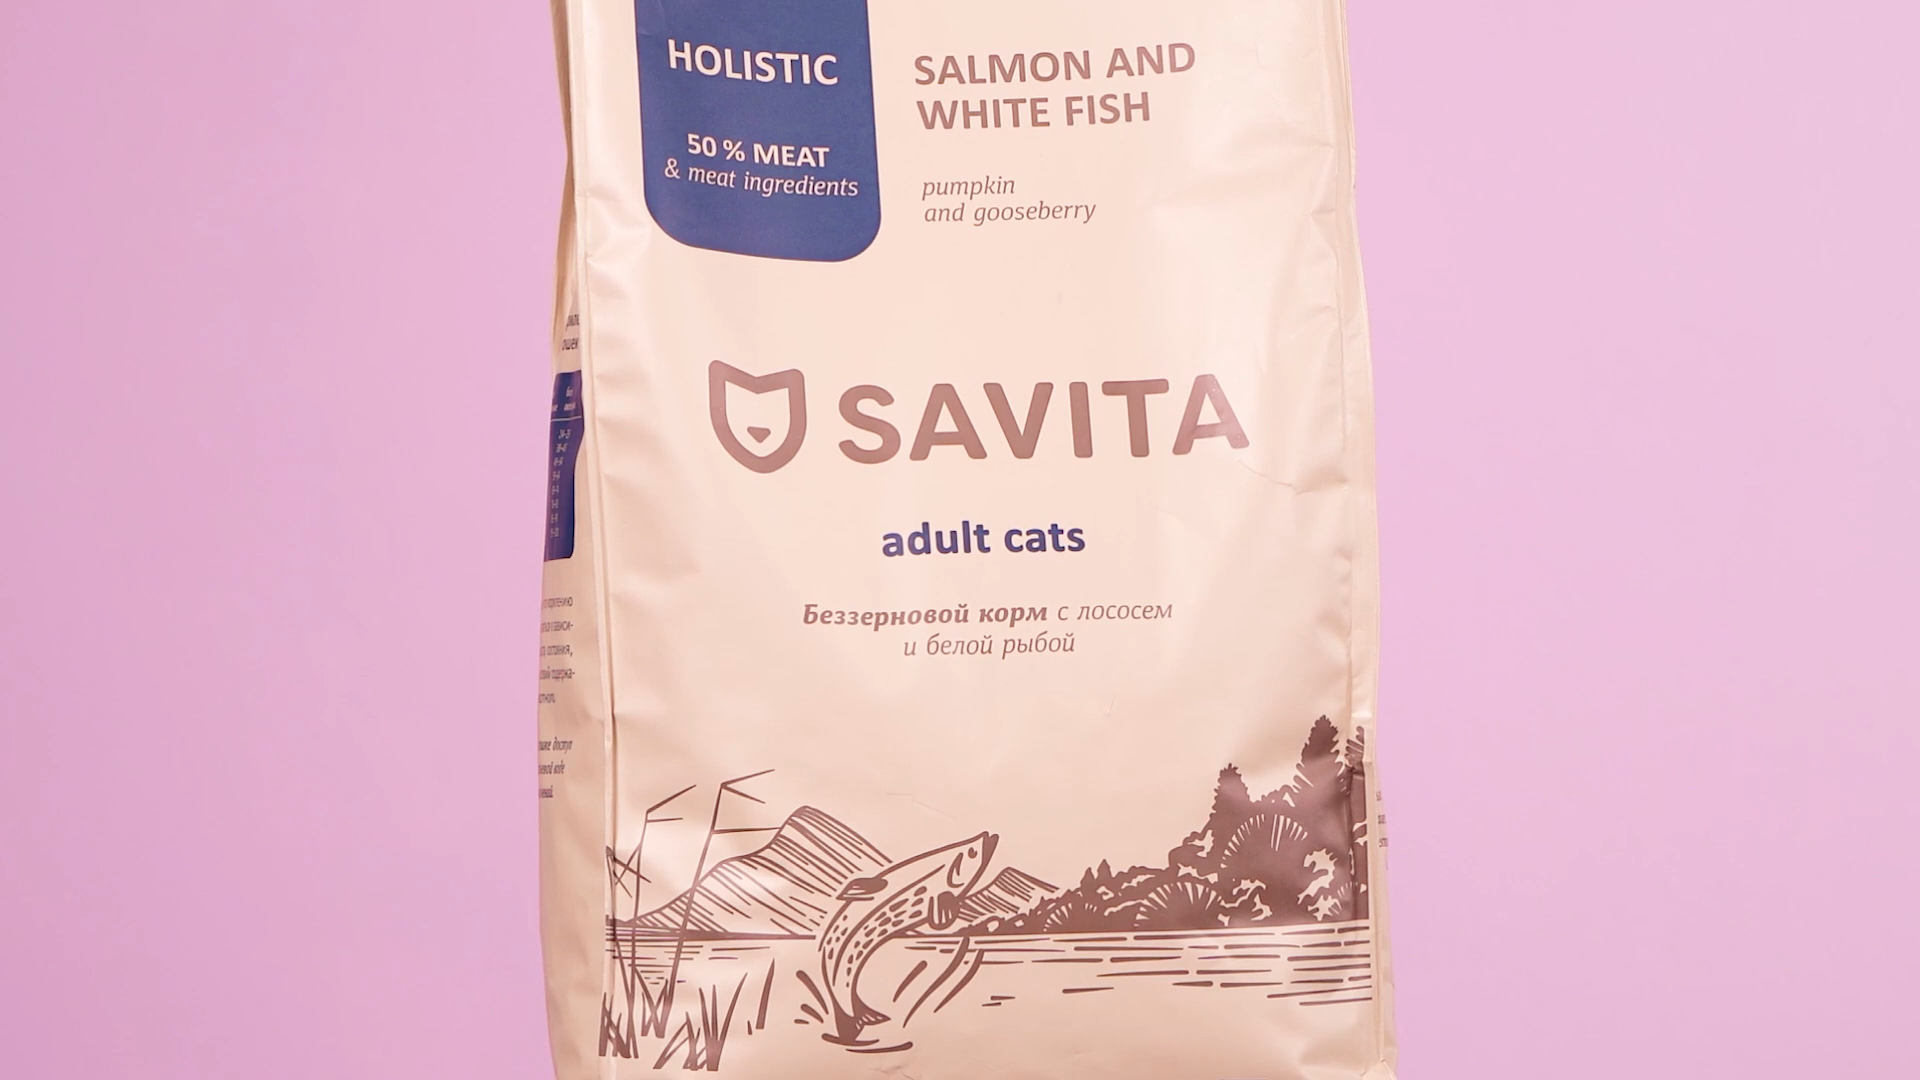 HOLISTIC
50 % MEAT
& meat ingredients
SALMON AND
WHITE FISH
pumpkin
and gooseberry
SAVITA
adult cats
Беззерновой корм с лососем
и белой рыбой